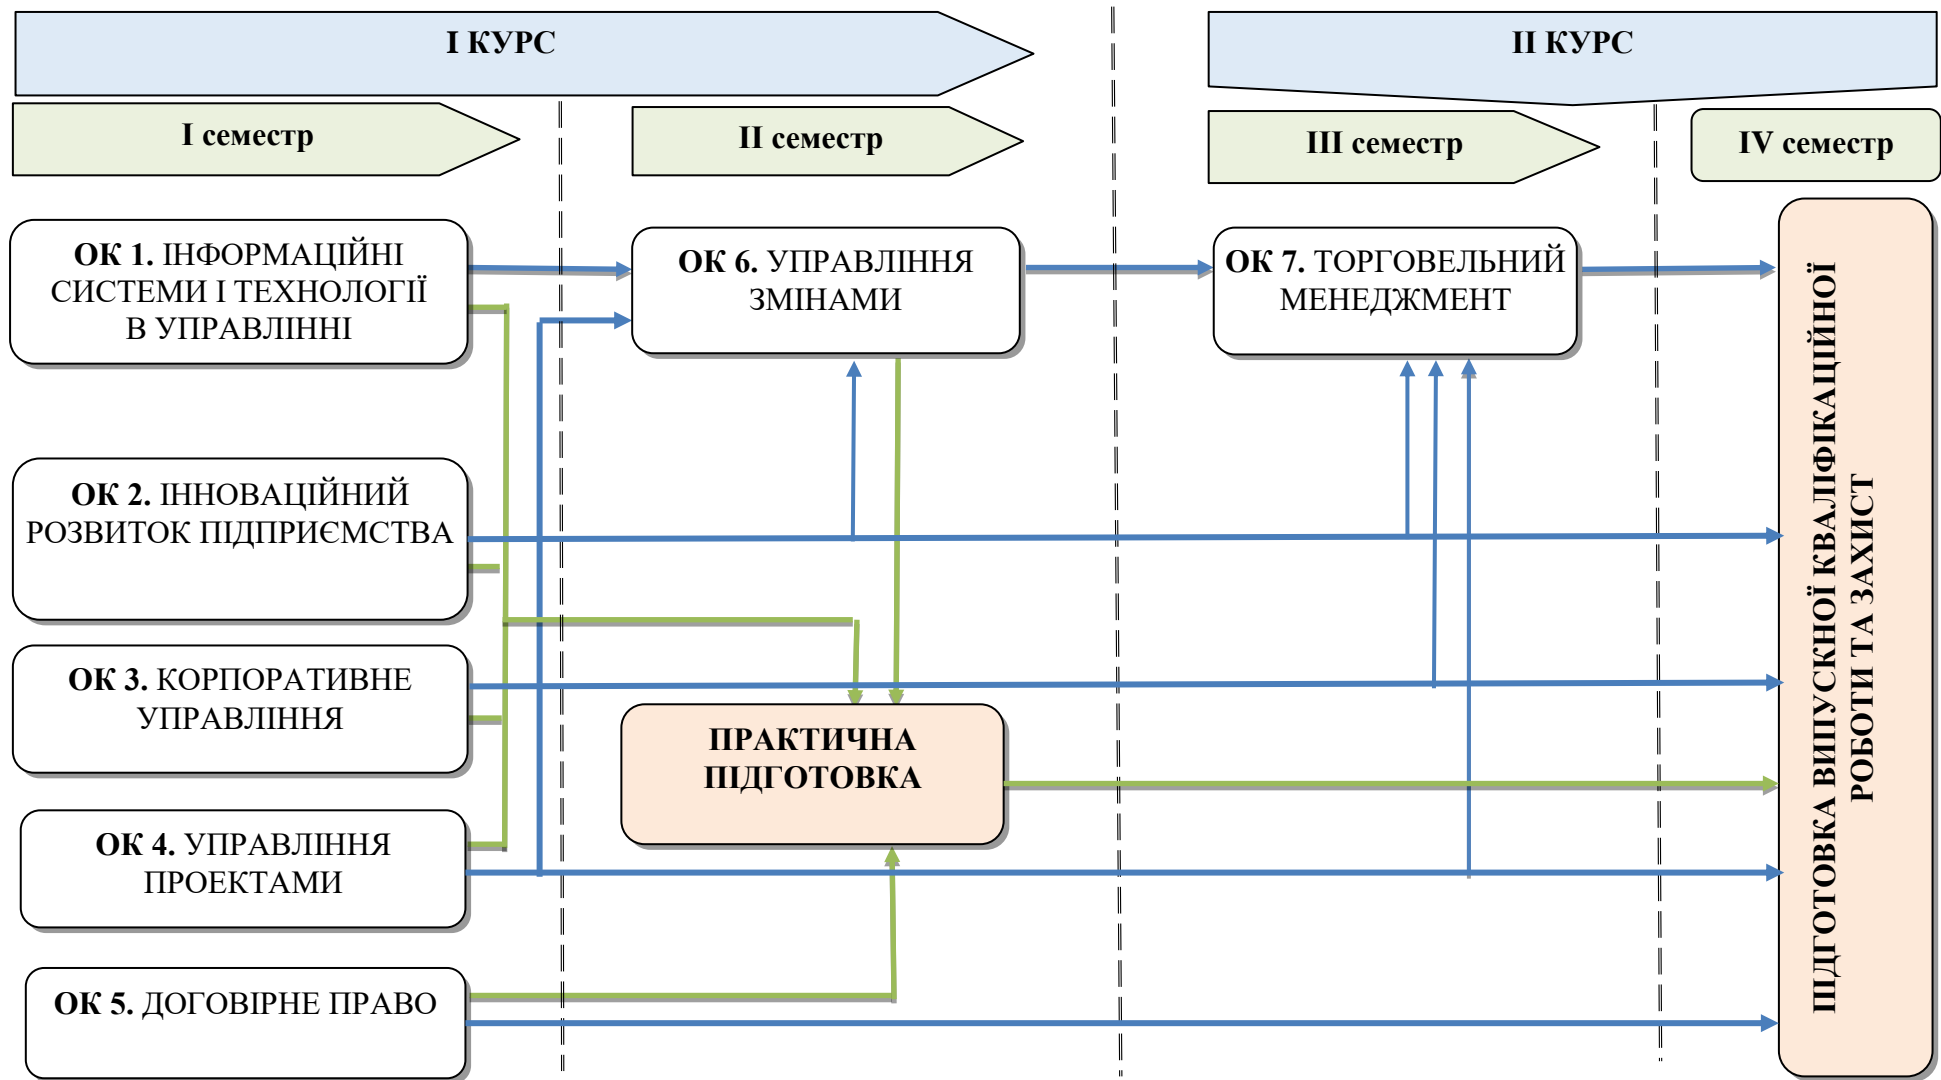 І КУРС
ІІ КУРС
І семестр
ІІ семестр
ІІІ семестр
IV семестр
ОК 1. ІНФОРМАЦІЙНІ
СИСТЕМИ І ТЕХНОЛОГІЇ
В УПРАВЛІННІ
ОК 6. УПРАВЛІННЯ
ЗМІНАМИ
ОК 7. ТОРГОВЕЛЬНИЙ
МЕНЕДЖМЕНТ
ОК 2. ІННОВАЦІЙНИЙ
РОЗВИТОК ПІДПРИЄМСТВА
ОК 3. КОРПОРАТИВНЕ
УПРАВЛІННЯ
ПРАКТИЧНА
ПІДГОТОВКА
ОК 4. УПРАВЛІННЯ
ПРОЕКТАМИ
ОК 5. ДОГОВІРНЕ ПРАВО
ПІДГОТОВКА ВИПУСКНОЇ КВАЛІФІКАЦІЙНОЇ
РОБОТИ ТА ЗАХИСТ